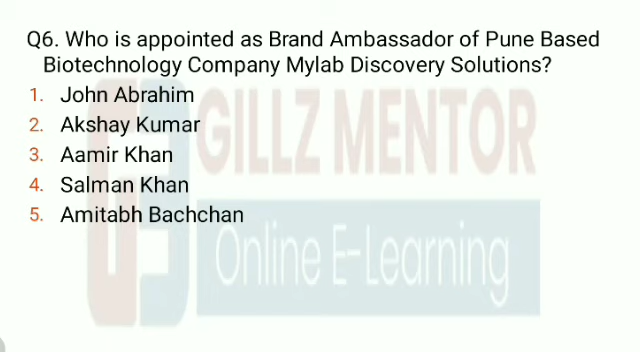 Q6. Who is appointed as Brand Ambassador of Pune Based
Biotechnology Company Mylab Discovery Solutions?
1. John Abrahim
2. Akshay Kumar
3. Aamir Khan
4. Salman Khan
5. Amitabh Bachchan
GILLZ MENTOR
Online E-Learning